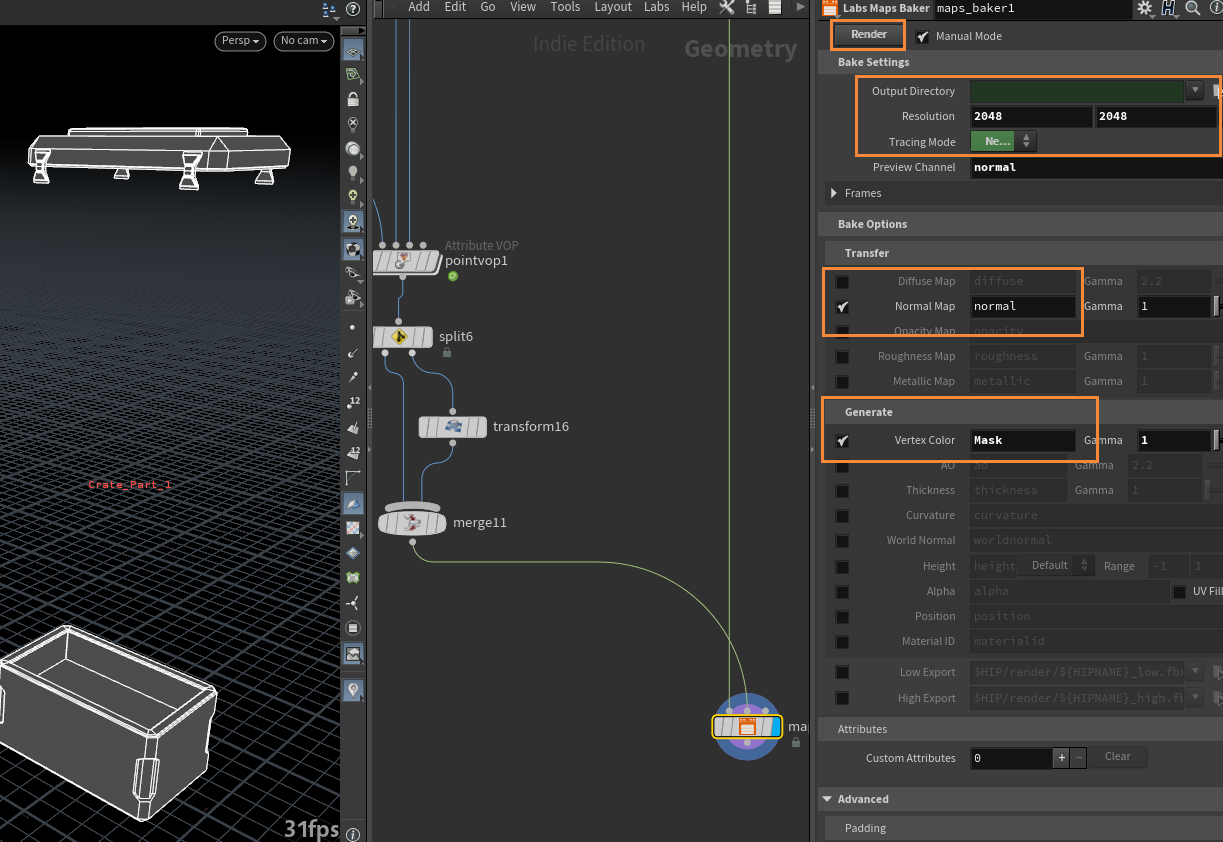 Add Edit Go View Tools Layout Labs Help
Labs Maps Baker maps_baker1
Persp No cam
Indie Edition Geometry
Render Manual Mode
Bake Settings
Output Directory
Resolution 2048 2048
Tracing Mode Ne...
Preview Channel normal
Frames
Bake Options
Transfer
Diffuse Map diffuse Gamma 2.2
Normal Map normal Gamma 1
Opacity Map opacity
Roughness Map roughness Gamma 1
Metallic Map metallic Gamma 1
Generate
Vertex Color Mask Gamma 1
AO ao Gamma 2.2
Thickness thickness Gamma 1
Curvature curvature
World Normal worldnormal
Height height Default Range -1 1
Alpha alpha UV Fill
Position position
Material ID materialid
Low Export $HIP/render/${HIPNAME}_low.fbx
High Export $HIP/render/${HIPNAME}_high.fb
Attributes
Custom Attributes 0 + - Clear
Advanced
Padding
Attribute VOP
pointvop1
split6
transform16
merge11
map
12
12
Crate_Part_1
31fps